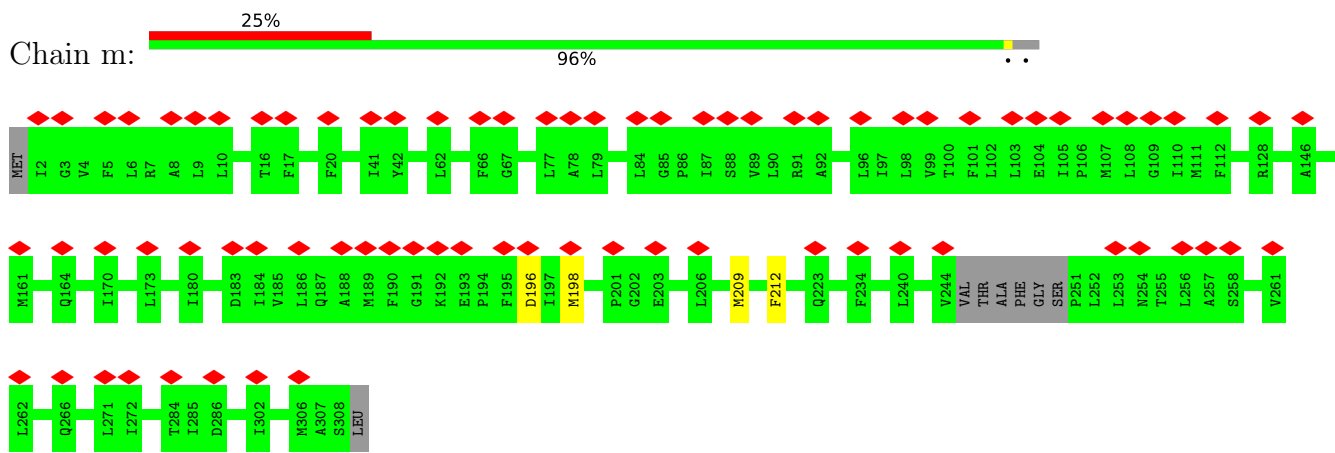 25%
Chain m:
96%
MET I2 G3 V4 F5 L6 R7 A8 L9 L10 T16 F17 F20 I41 Y42 L62 F66 G67 L77 A78 L79 L84 G85 P86 I87 S88 V89 L90 R91 A92 L96 I97 L98 V99 T100 F101 L102 L103 E104 I105 P106 M107 L108 G109 I110 M111 F112 R128 A146
M161 Q164 I170 L173 I180 D183 I184 V185 L186 Q187 A188 M189 F190 G191 K192 E193 P194 F195 D196 I197 M198 P201 G202 E203 L206 M209 F212 Q223 F234 L240 V244 VAL THR ALA PHE GLY SER P251 L252 L253 N254 T255 L256 A257 S258 V261
L262 Q266 L271 I272 T284 I285 D286 I302 M306 A307 S308 LEU